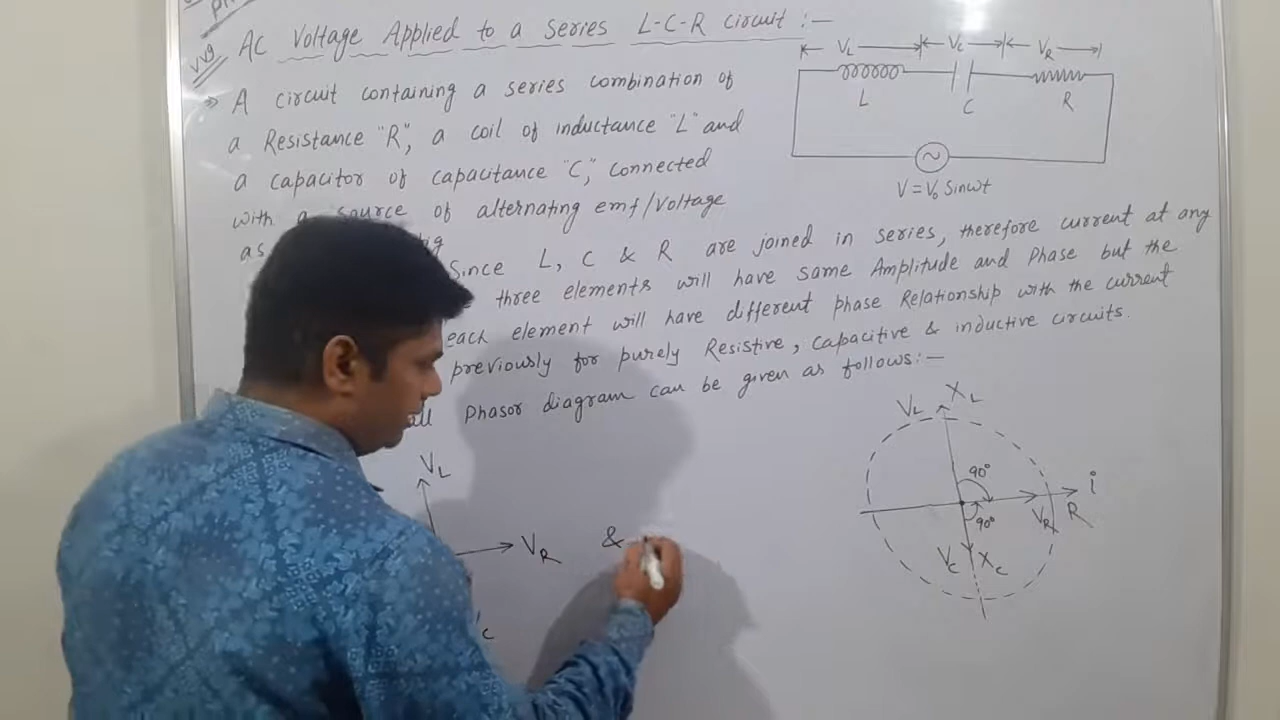 VVg
AC Voltage Applied to a Series L-C-R Circuit :-
⇒ A circuit containing a series combination of
a Resistance "R", a coil of inductance "L" and
a capacitor of capacitance "C", connected
with a source of alternating emf/Voltage
as fig
Since L, C & R are joined in series, therefore current at any
three elements will have same Amplitude and Phase but the
each element will have different phase Relationship with the current
previously for purely Resistive, capacitive & inductive circuits.
all Phasor diagram can be given as follows:-
VL VC VR
L C R
V = V₀ Sinωt
VL
VR
c
&
VL XL
90°
i
90° VR R
VC XC